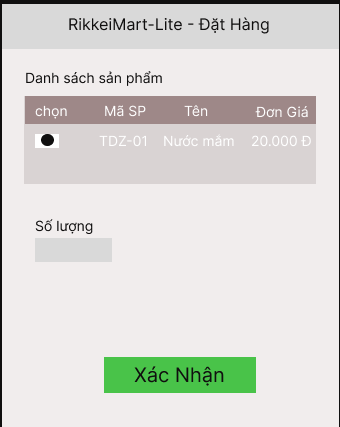 RikkeiMart-Lite - Đặt Hàng
Danh sách sản phẩm
chọn Mã SP Tên Đơn Giá
TDZ-01 Nước mắm 20.000 Đ
Số lượng
Xác Nhận